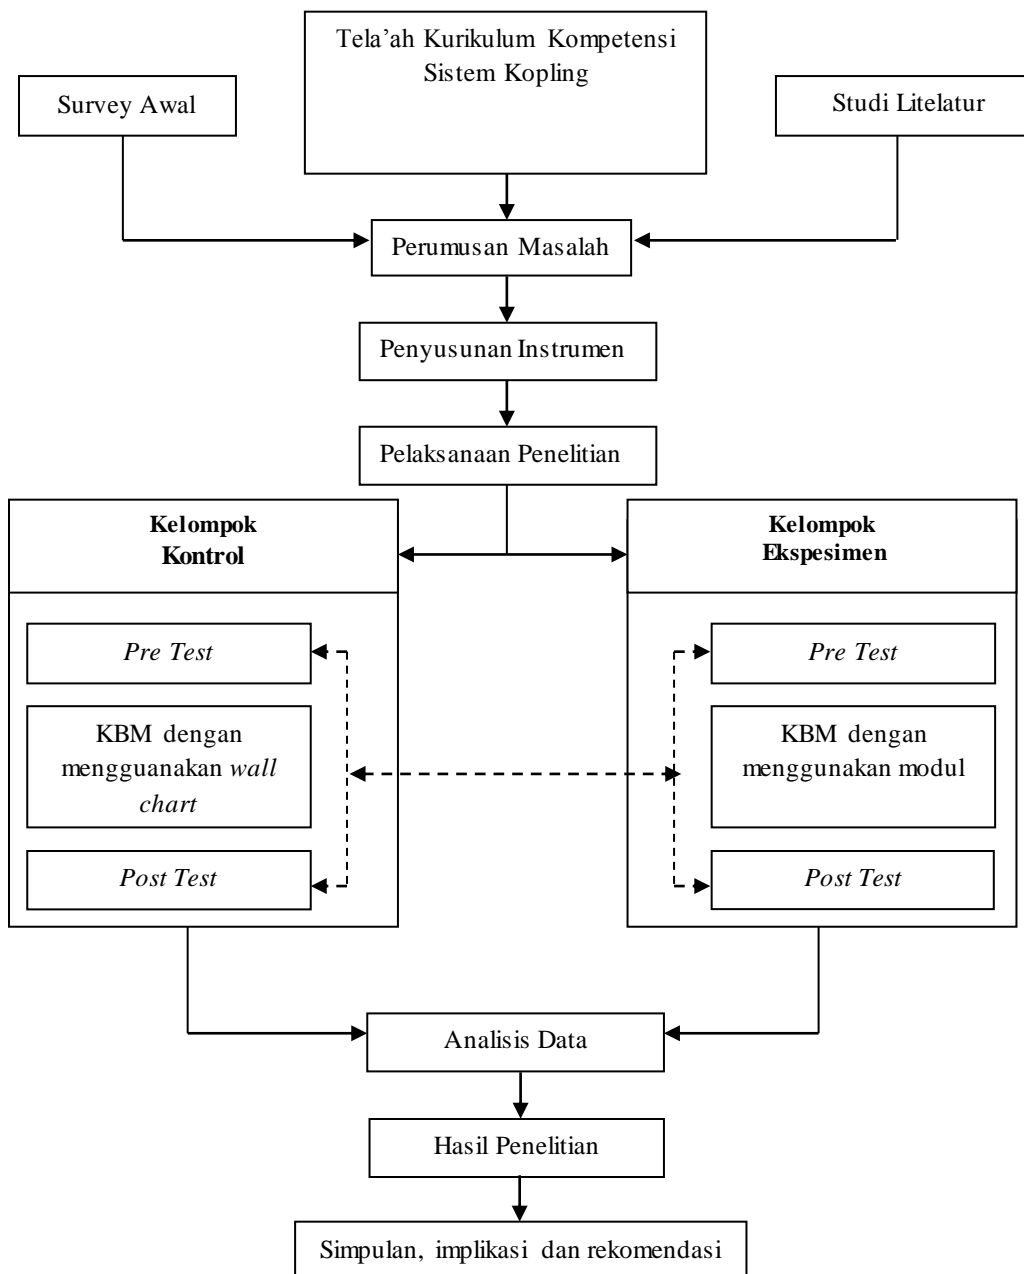 Tela’ah Kurikulum Kompetensi
Sistem Kopling
Survey Awal
Studi Litelatur
Perumusan Masalah
Penyusunan Instrumen
Pelaksanaan Penelitian
Kelompok
Kontrol
Kelompok
Ekspesimen
Pre Test
Pre Test
KBM dengan
mengguanakan wall
chart
KBM dengan
menggunakan modul
Post Test
Post Test
Analisis Data
Hasil Penelitian
Simpulan, implikasi dan rekomendasi